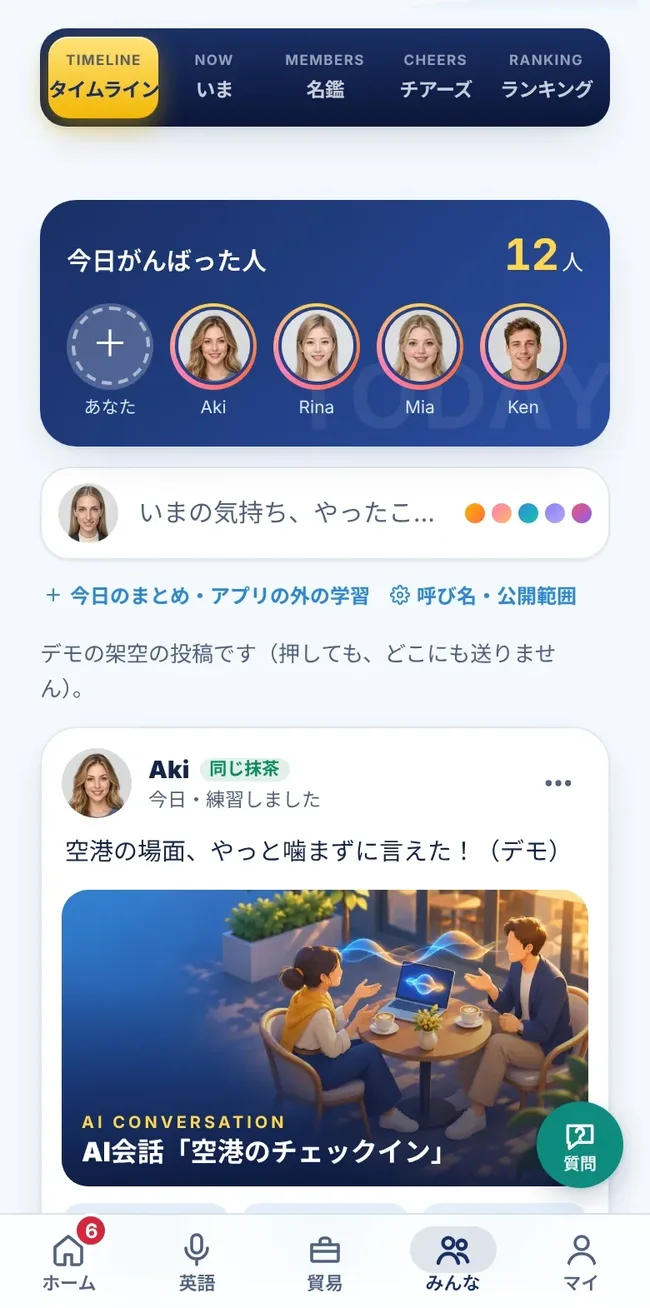 TIMELINE
タイムライン
NOW
いま
MEMBERS
名鑑
CHEERS
チアーズ
RANKING
ランキング
今日がんばった人
12人
TODAY
あなた
Aki
Rina
Mia
Ken
いまの気持ち、やったこ…
+ 今日のまとめ・アプリの外の学習
呼び名・公開範囲
デモの架空の投稿です（押しても、どこにも送りませ
ん）。
Aki 同じ抹茶
今日・練習しました
空港の場面、やっと噛まずに言えた！（デモ）
AI CONVERSATION
AI会話「空港のチェックイン」
質問
6
ホーム
英語
貿易
みんな
マイ